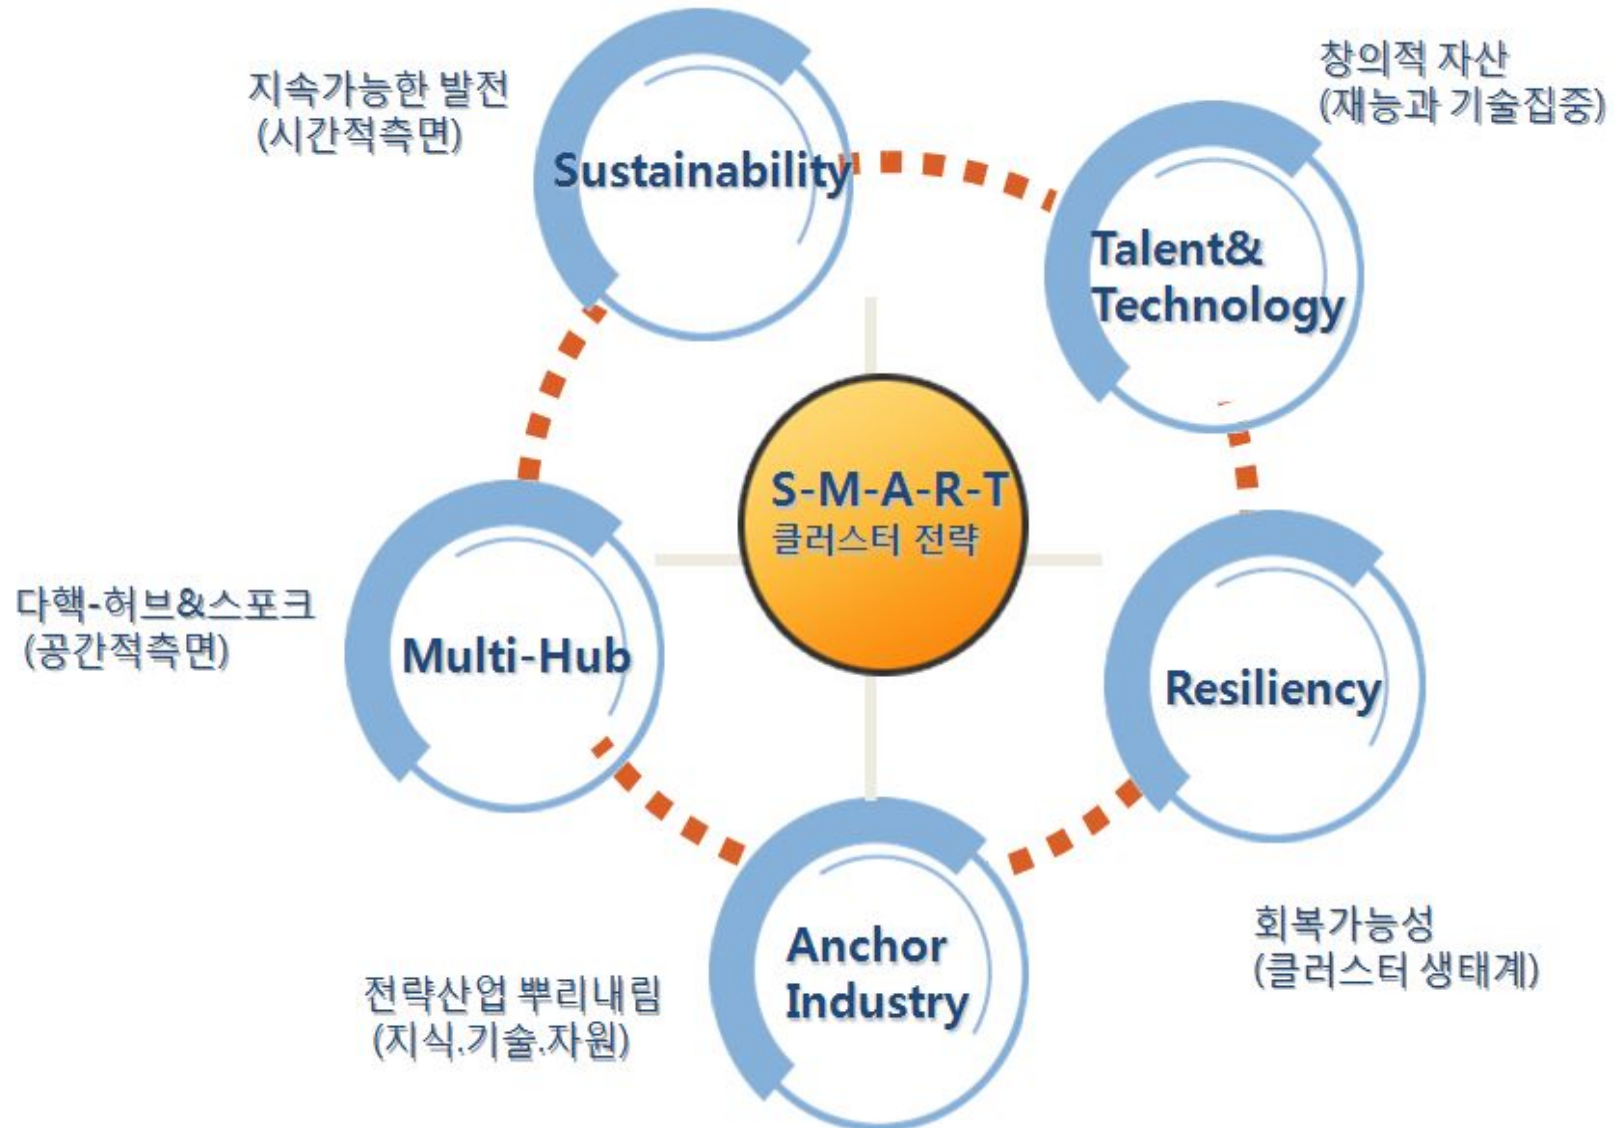 지속가능한 발전
(시간적측면)
Sustainability
창의적 자산
(재능과 기술집중)
Talent&
Technology
S-M-A-R-T
클러스터 전략
다핵-허브&스포크
(공간적측면)
Multi-Hub
Resiliency
회복가능성
(클러스터 생태계)
Anchor
Industry
전략산업 뿌리내림
(지식.기술.자원)